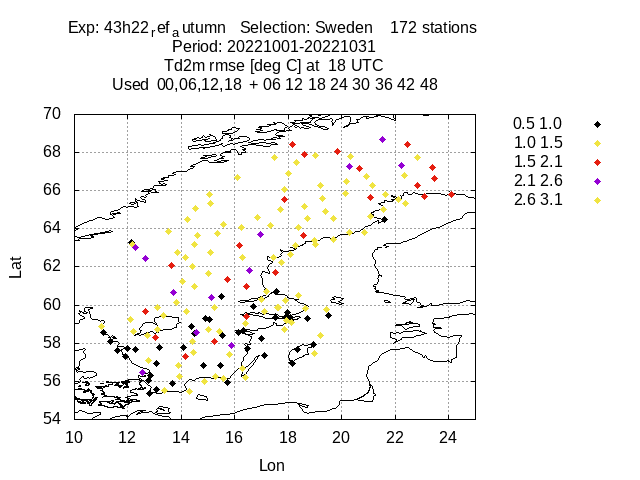 Exp: 43h22ref autumn Selection: Sweden 172 stations
Period: 20221001-20221031
Td2m rmse [deg C] at 18 UTC
Used 00,06,12,18 + 06 12 18 24 30 36 42 48
70
68
66
64
62
60
58
56
54
10 12 14 16 18 20 22 24
Lat
Lon
0.5 1.0
1.0 1.5
1.5 2.1
2.1 2.6
2.6 3.1